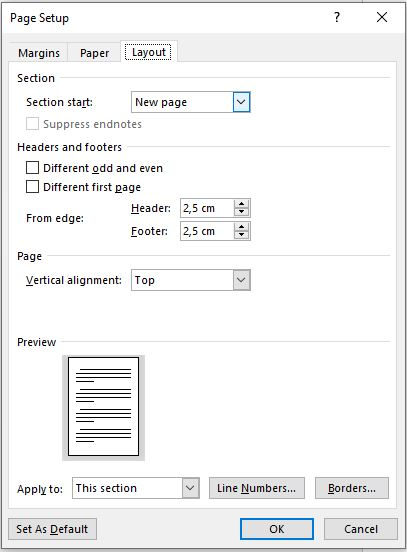 Page Setup ? ×
Margins Paper Layout
Section
Section start: New page
Suppress endnotes
Headers and footers
Different odd and even
Different first page
Header: 2,5 cm
From edge:
Footer: 2,5 cm
Page
Vertical alignment: Top
Preview
Apply to: This section Line Numbers... Borders...
Set As Default OK Cancel